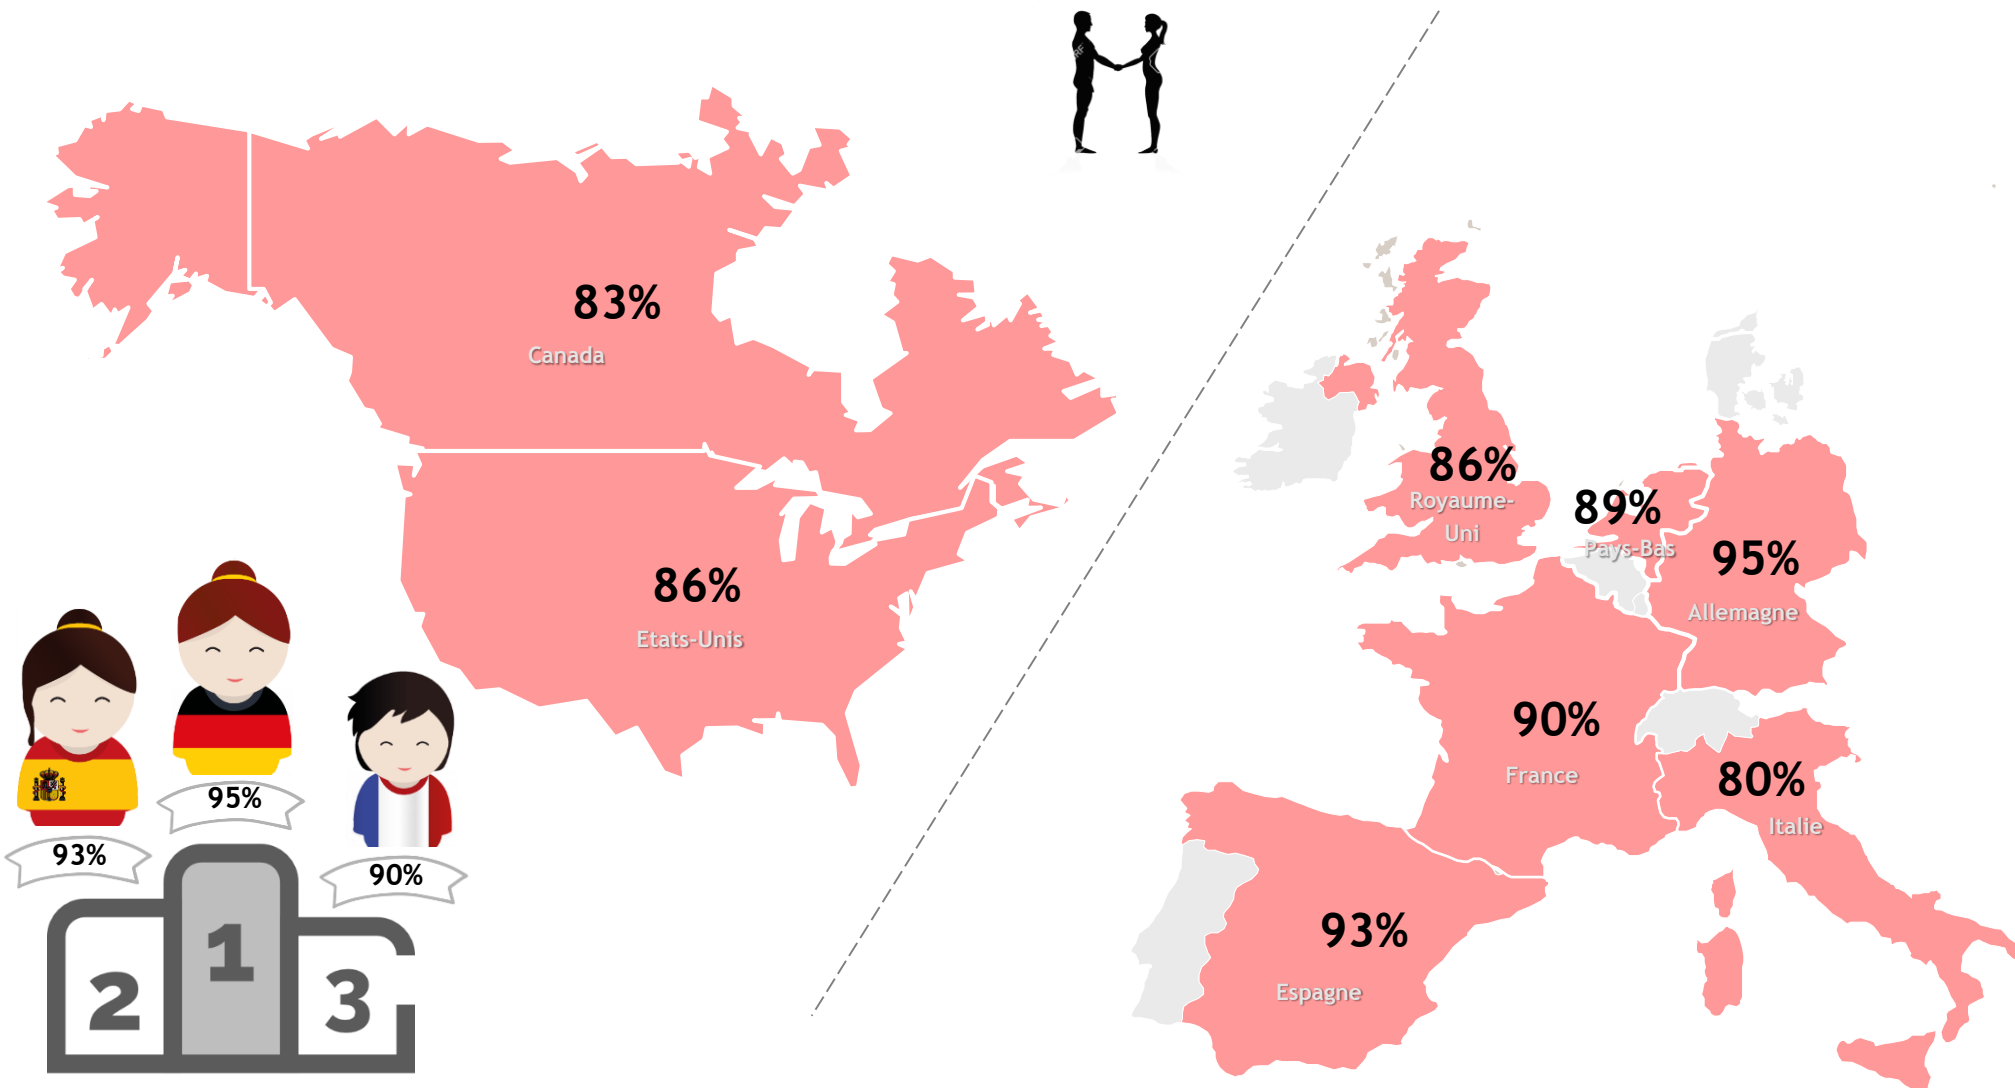 83%
Canada
86%
Etats-Unis
86%
Royaume-
Uni
89%
Pays-Bas
95%
Allemagne
90%
France
80%
Italie
93%
Espagne
95%
93%
90%
1
2
3
RF